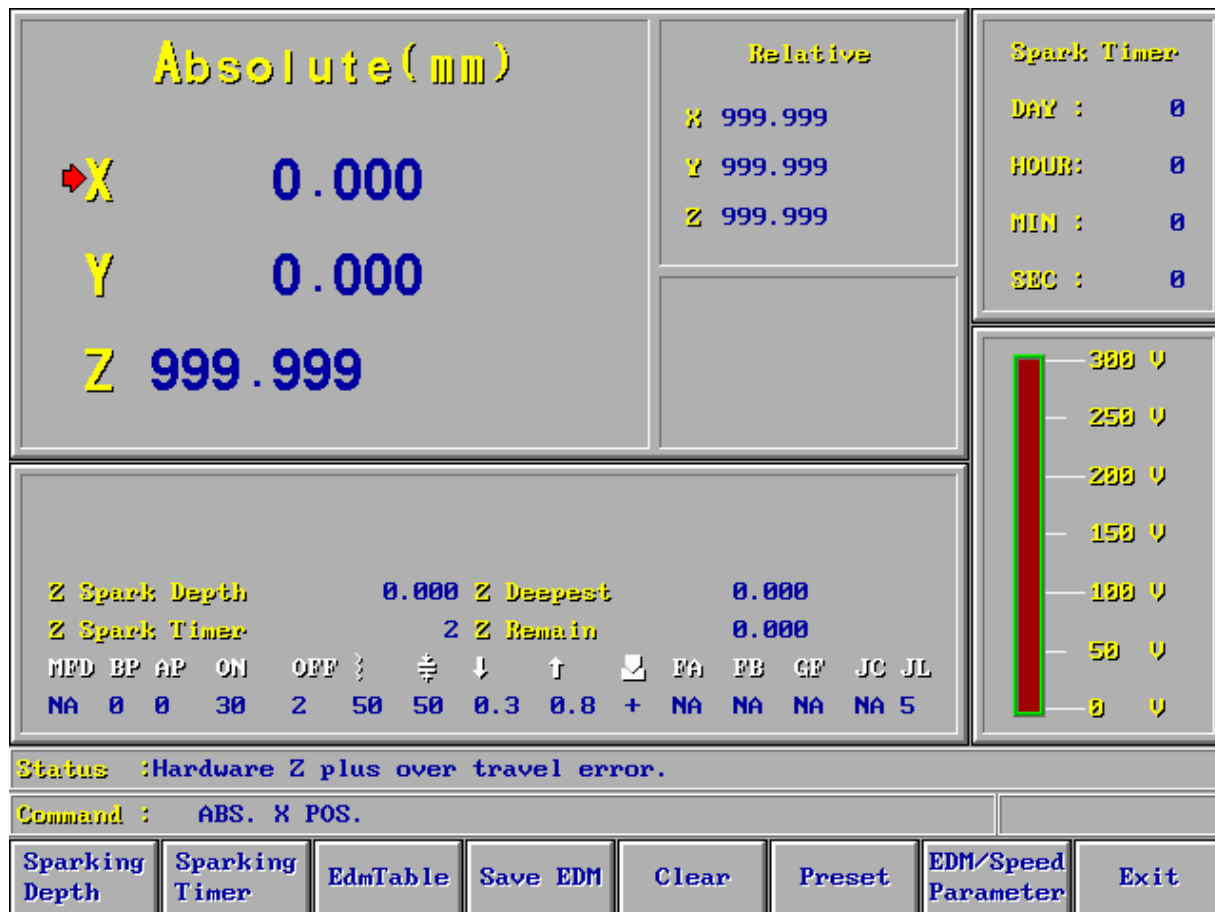 Absolute(mm)
X 0.000
Y 0.000
Z 999.999
Relative
X 999.999
Y 999.999
Z 999.999
Spark Timer
DAY : 0
HOUR: 0
MIN : 0
SEC : 0
300 V
250 V
200 V
150 V
100 V
50 V
0 V
Z Spark Depth 0.000 Z Deepest 0.000
Z Spark Timer 2 Z Remain 0.000
MFD BP AP ON OFF FA FB GF JC JL
NA 0 0 30 2 50 50 0.3 0.8 + NA NA NA NA 5
Status :Hardware Z plus over travel error.
Command : ABS. X POS.
Sparking Depth
Sparking Timer
EdmTable
Save EDM
Clear
Preset
EDM/Speed Parameter
Exit